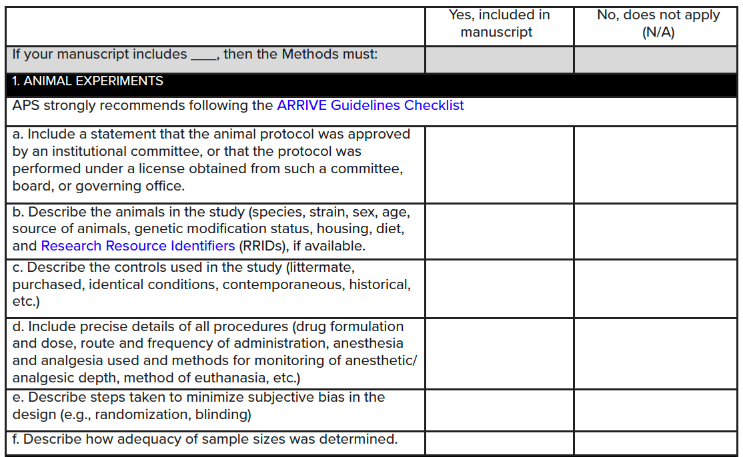 Yes, included in
manuscript
No, does not apply
(N/A)
If your manuscript includes ____, then the Methods must:
1. ANIMAL EXPERIMENTS
APS strongly recommends following the ARRIVE Guidelines Checklist
a. Include a statement that the animal protocol was approved
by an institutional committee, or that the protocol was
performed under a license obtained from such a committee,
board, or governing office.
b. Describe the animals in the study (species, strain, sex, age,
source of animals, genetic modification status, housing, diet,
and Research Resource Identifiers (RRIDs), if available.
c. Describe the controls used in the study (littermate,
purchased, identical conditions, contemporaneous, historical,
etc.)
d. Include precise details of all procedures (drug formulation
and dose, route and frequency of administration, anesthesia
and analgesia used and methods for monitoring of anesthetic/
analgesic depth, method of euthanasia, etc.)
e. Describe steps taken to minimize subjective bias in the
design (e.g., randomization, blinding)
f. Describe how adequacy of sample sizes was determined.